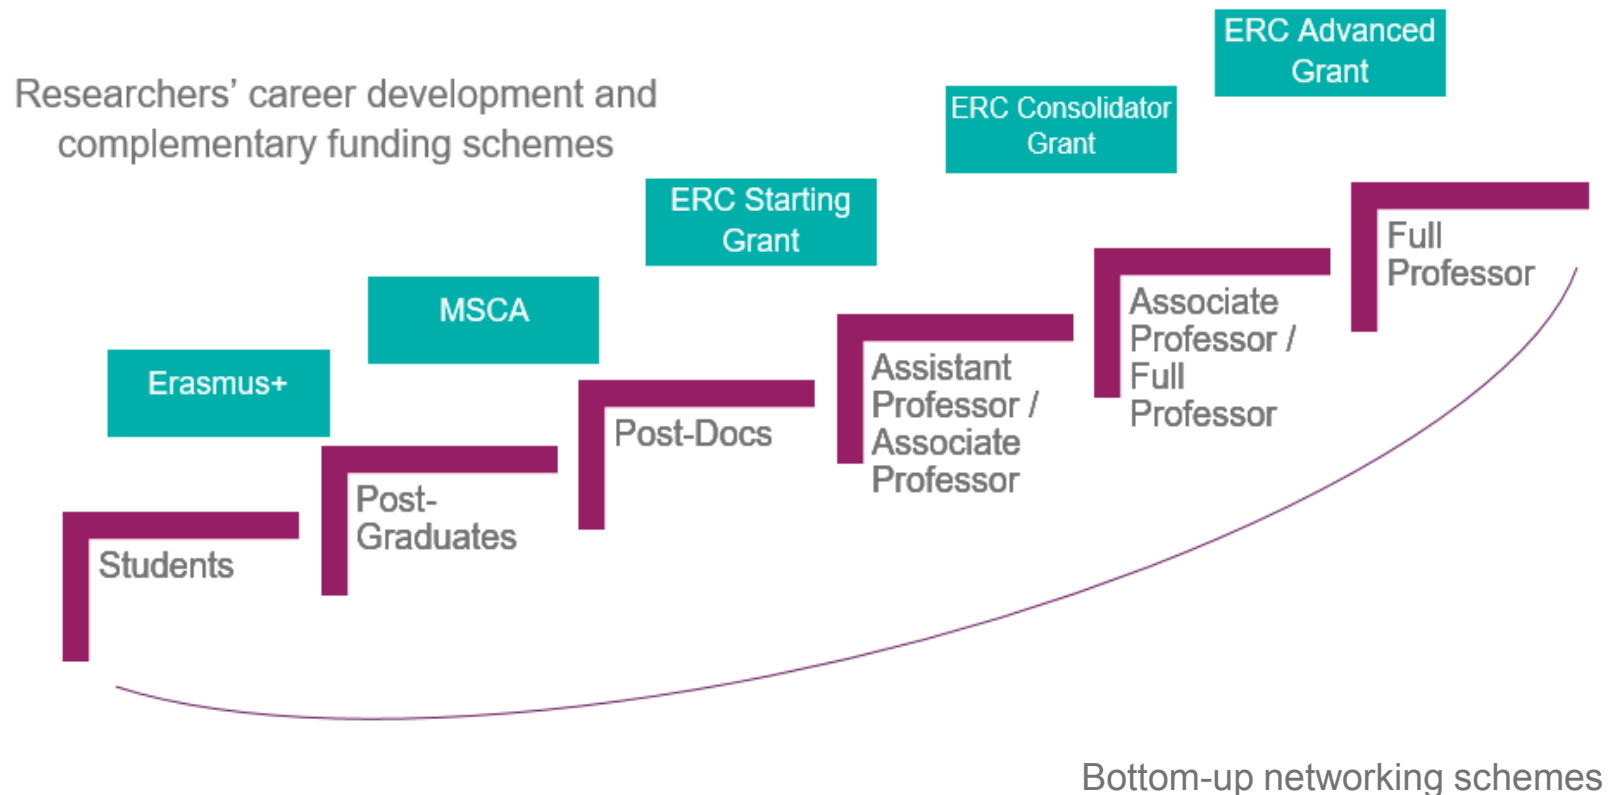 Researchers’ career development and
complementary funding schemes
ERC Advanced
Grant
ERC Consolidator
Grant
ERC Starting
Grant
MSCA
Erasmus+
Students
Post-
Graduates
Post-Docs
Assistant
Professor /
Associate
Professor
Associate
Professor /
Full
Professor
Full
Professor
Bottom-up networking schemes